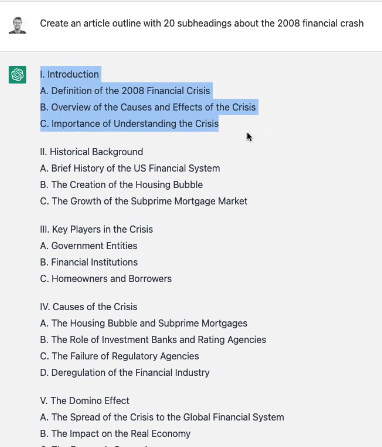 Create an article outline with 20 subheadings about the 2008 financial crash
I. Introduction
A. Definition of the 2008 Financial Crisis
B. Overview of the Causes and Effects of the Crisis
C. Importance of Understanding the Crisis
II. Historical Background
A. Brief History of the US Financial System
B. The Creation of the Housing Bubble
C. The Growth of the Subprime Mortgage Market
III. Key Players in the Crisis
A. Government Entities
B. Financial Institutions
C. Homeowners and Borrowers
IV. Causes of the Crisis
A. The Housing Bubble and Subprime Mortgages
B. The Role of Investment Banks and Rating Agencies
C. The Failure of Regulatory Agencies
D. Deregulation of the Financial Industry
V. The Domino Effect
A. The Spread of the Crisis to the Global Financial System
B. The Impact on the Real Economy